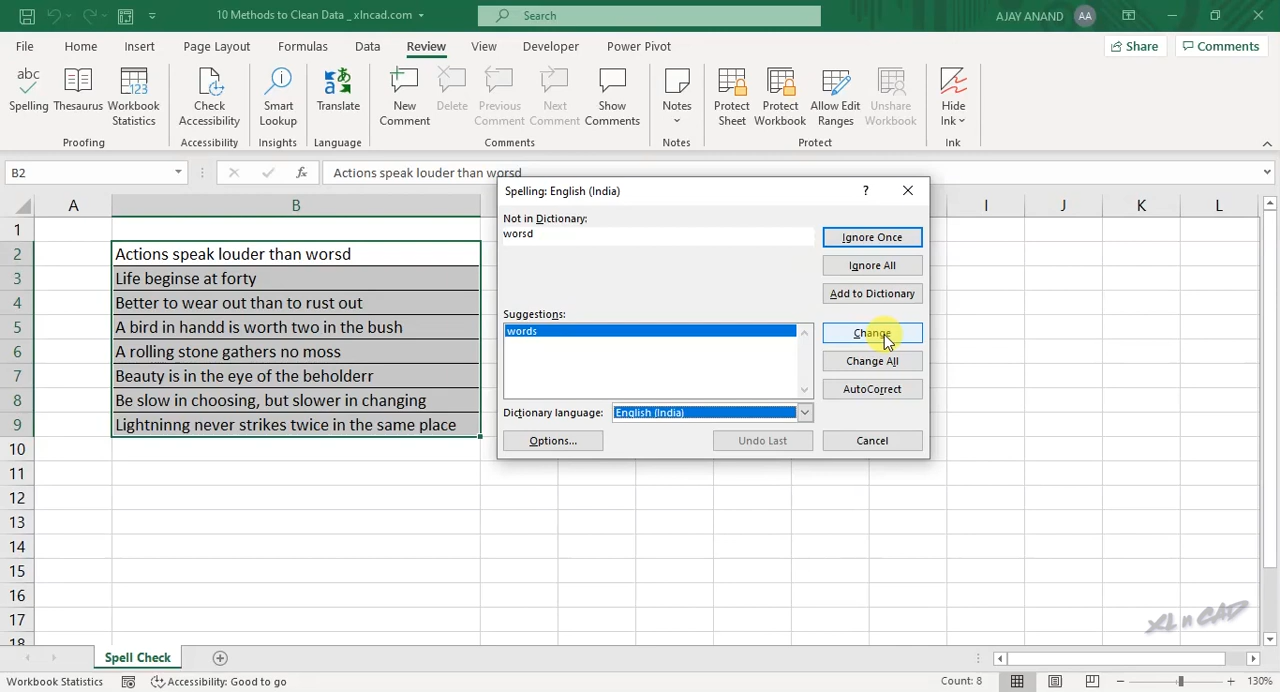 10 Methods to Clean Data _ xlncad.com
Search
AJAY ANAND AA
File Home Insert Page Layout Formulas Data Review View Developer Power Pivot Share Comments
abc
Spelling Thesaurus Workbook Statistics
Proofing
Check Accessibility
Accessibility
Smart Lookup
Insights
Translate
Language
New Comment Delete Previous Comment Next Comment Show Comments
Comments
Notes
Notes
Protect Sheet Protect Workbook Allow Edit Ranges Unshare Workbook
Protect
Hide Ink
Ink
B2 fx Actions speak louder than worsd
A B I J K L
1
2 Actions speak louder than worsd
3 Life beginse at forty
4 Better to wear out than to rust out
5 A bird in handd is worth two in the bush
6 A rolling stone gathers no moss
7 Beauty is in the eye of the beholderr
8 Be slow in choosing, but slower in changing
9 Lightninng never strikes twice in the same place
10
11
12
13
14
15
16
17
18
Spelling: English (India) ?
Not in Dictionary:
worsd
Ignore Once
Ignore All
Add to Dictionary
Suggestions:
words
Change
Change All
AutoCorrect
Dictionary language: English (India)
Options... Undo Last Cancel
XL n CAD
Spell Check
Workbook Statistics Accessibility: Good to go Count: 8 130%